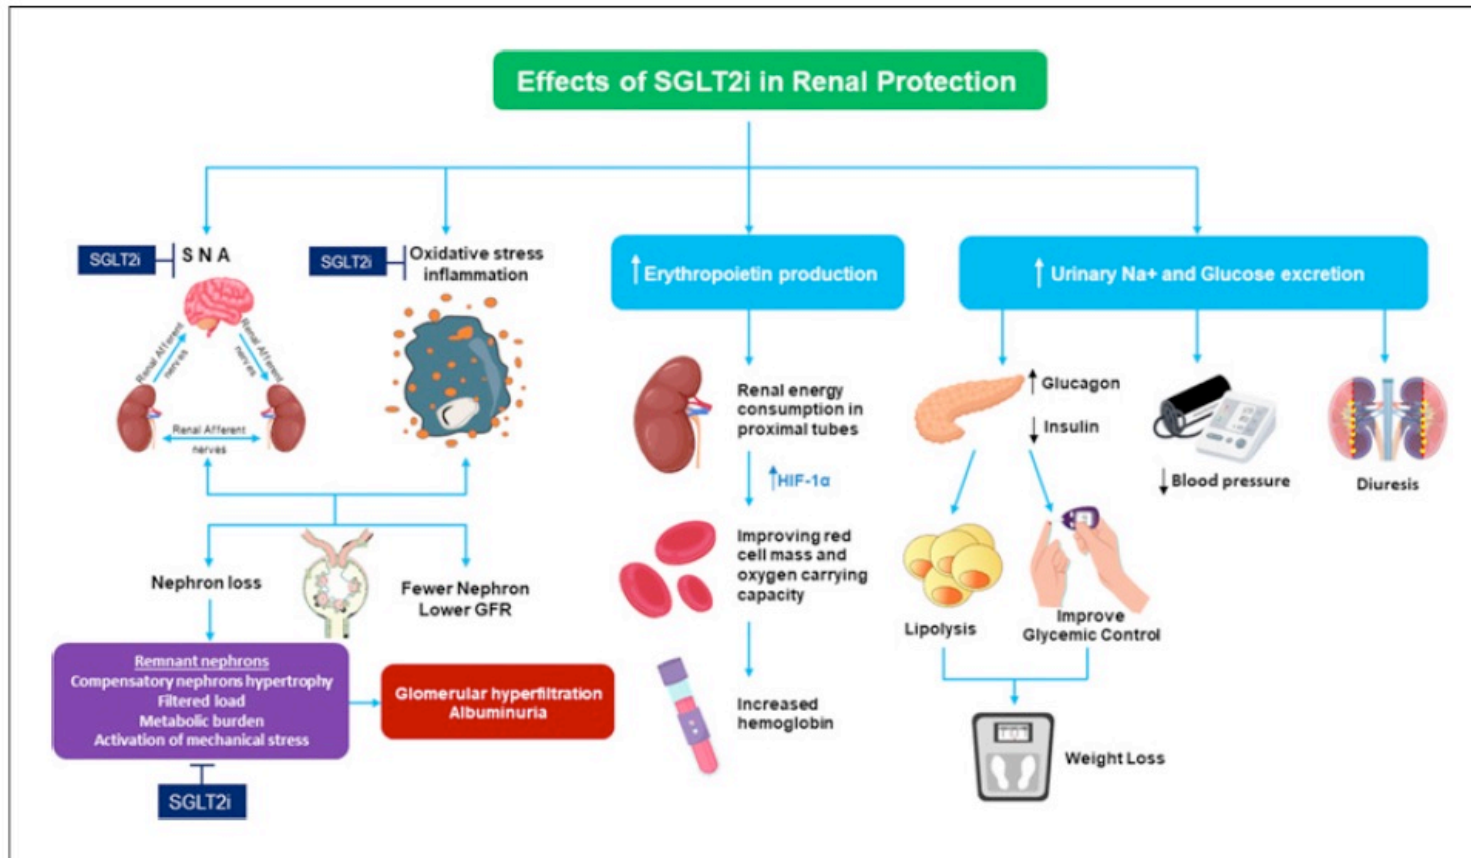 Effects of SGLT2i in Renal Protection
SGLT2i
SNA
Renal Afferent
nerves
Renal Afferent
nerves
Renal Afferent
nerves
SGLT2i
Oxidative stress
inflammation
Nephron loss
Fewer Nephron
Lower GFR
Remnant nephrons
Compensatory nephrons hypertrophy
Filtered load
Metabolic burden
Activation of mechanical stress
SGLT2i
Glomerular hyperfiltration
Albuminuria
↑ Erythropoietin production
Renal energy
consumption in
proximal tubes
↑HIF-1α
Improving red
cell mass and
oxygen carrying
capacity
Increased
hemoglobin
↑ Urinary Na+ and Glucose excretion
↑ Glucagon
↓ Insulin
Lipolysis
Improve
Glycemic Control
Weight Loss
↓ Blood pressure
Diuresis